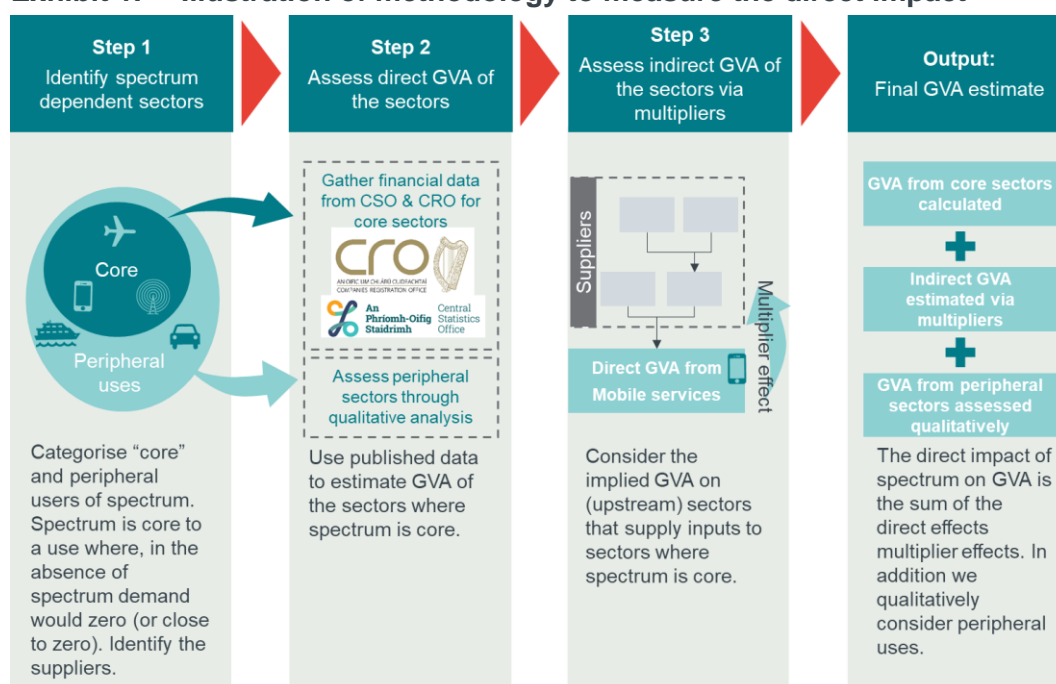 Step 1
Identify spectrum
dependent sectors
Step 2
Assess direct GVA of
the sectors
Step 3
Assess indirect GVA of
the sectors via
multipliers
Output:
Final GVA estimate
Core
Peripheral
uses
Categorise “core”
and peripheral
users of spectrum.
Spectrum is core to
a use where, in the
absence of
spectrum demand
would zero (or close
to zero). Identify the
suppliers.
Gather financial data
from CSO & CRO for
core sectors
cro
AN OIFIG UM CHLÁRÚ CUIDEACHTAÍ
COMPANIES REGISTRATION OFFICE
An
Phríomh-Oifig
Staidrimh
Central
Statistics
Office
Assess peripheral
sectors through
qualitative analysis
Use published data
to estimate GVA of
the sectors where
spectrum is core.
Suppliers
Multiplier effect
Direct GVA from
Mobile services
Consider the
implied GVA on
(upstream) sectors
that supply inputs to
sectors where
spectrum is core.
GVA from core sectors
calculated
Indirect GVA
estimated via
multipliers
GVA from peripheral
sectors assessed
qualitatively
The direct impact of
spectrum on GVA is
the sum of the
direct effects
multiplier effects. In
addition we
qualitatively
consider peripheral
uses.